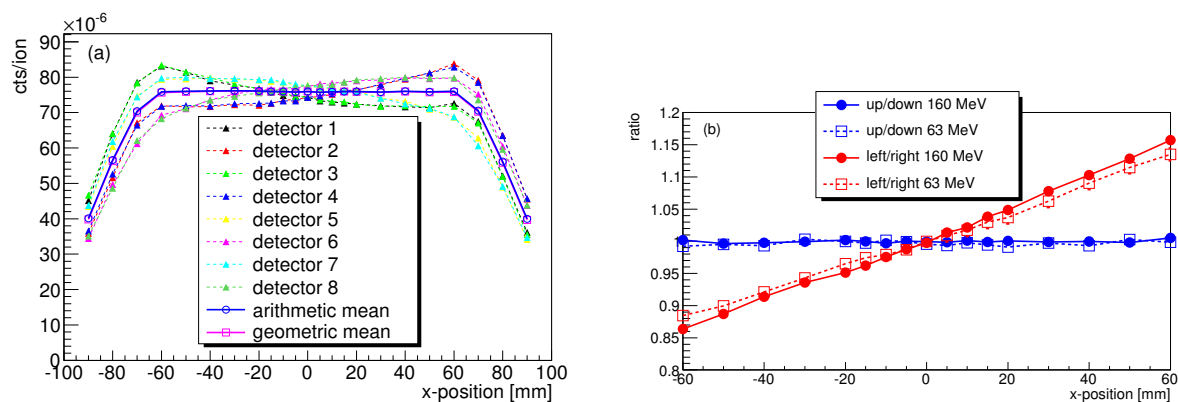 ×10⁻⁶
(a)
cts/ion
90
80
70
60
50
40
30
20
10
0
detector 1
detector 2
detector 3
detector 4
detector 5
detector 6
detector 7
detector 8
arithmetic mean
geometric mean
-100 -80 -60 -40 -20 0 20 40 60 80 100
x-position [mm]
up/down 160 MeV
up/down 63 MeV
left/right 160 MeV
left/right 63 MeV
(b)
ratio
1.2
1.15
1.1
1.05
1
0.95
0.9
0.85
0.8
-60 -40 -20 0 20 40 60
x-position [mm]